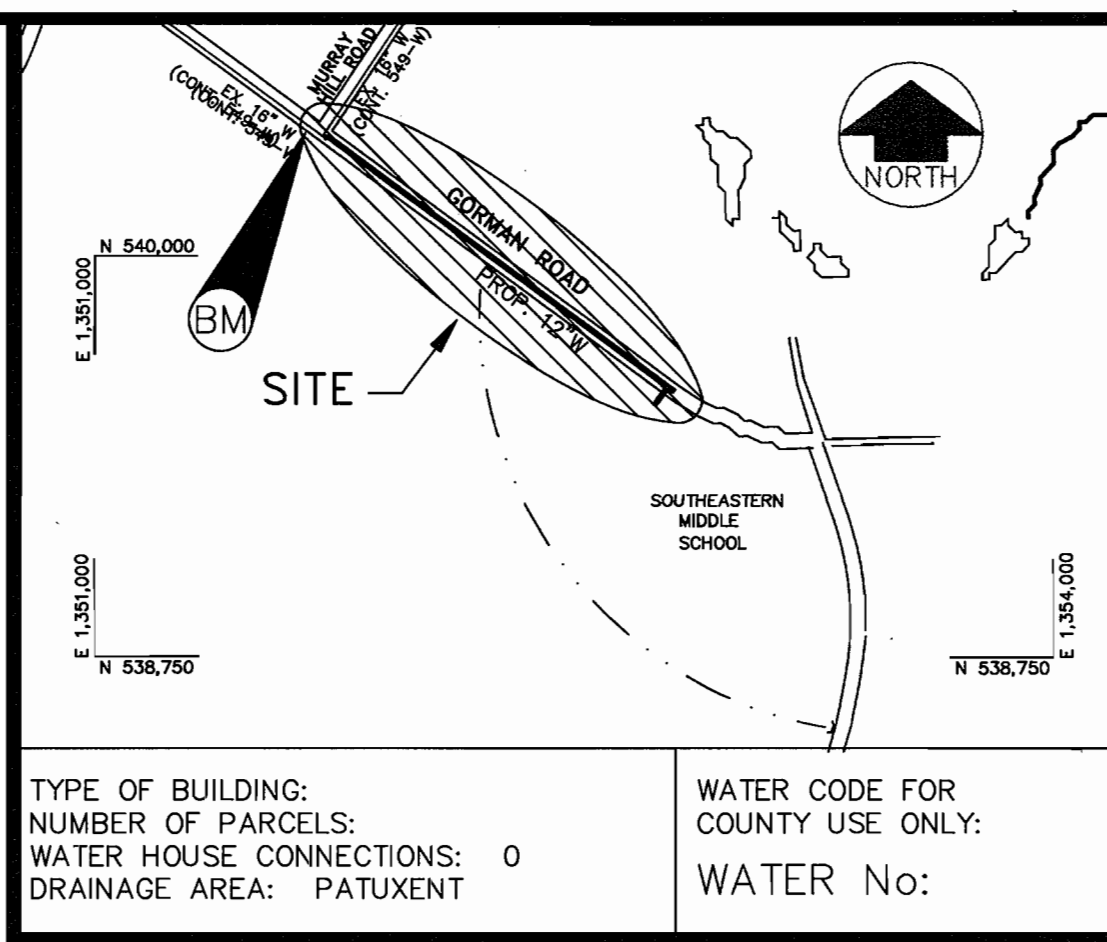 (CONT. EX. 16" W
549-W)
MURRAY
HILL ROAD
EX. 16" W
(CONT. 549-W)
NORTH
GORMAN ROAD
PROP. 12"W
N 540,000
E 1,351,000
BM
SITE
SOUTHEASTERN
MIDDLE
SCHOOL
E 1,351,000
N 538,750
E 1,354,000
N 538,750
TYPE OF BUILDING:
NUMBER OF PARCELS:
WATER HOUSE CONNECTIONS: 0
DRAINAGE AREA: PATUXENT
WATER CODE FOR
COUNTY USE ONLY:
WATER No: